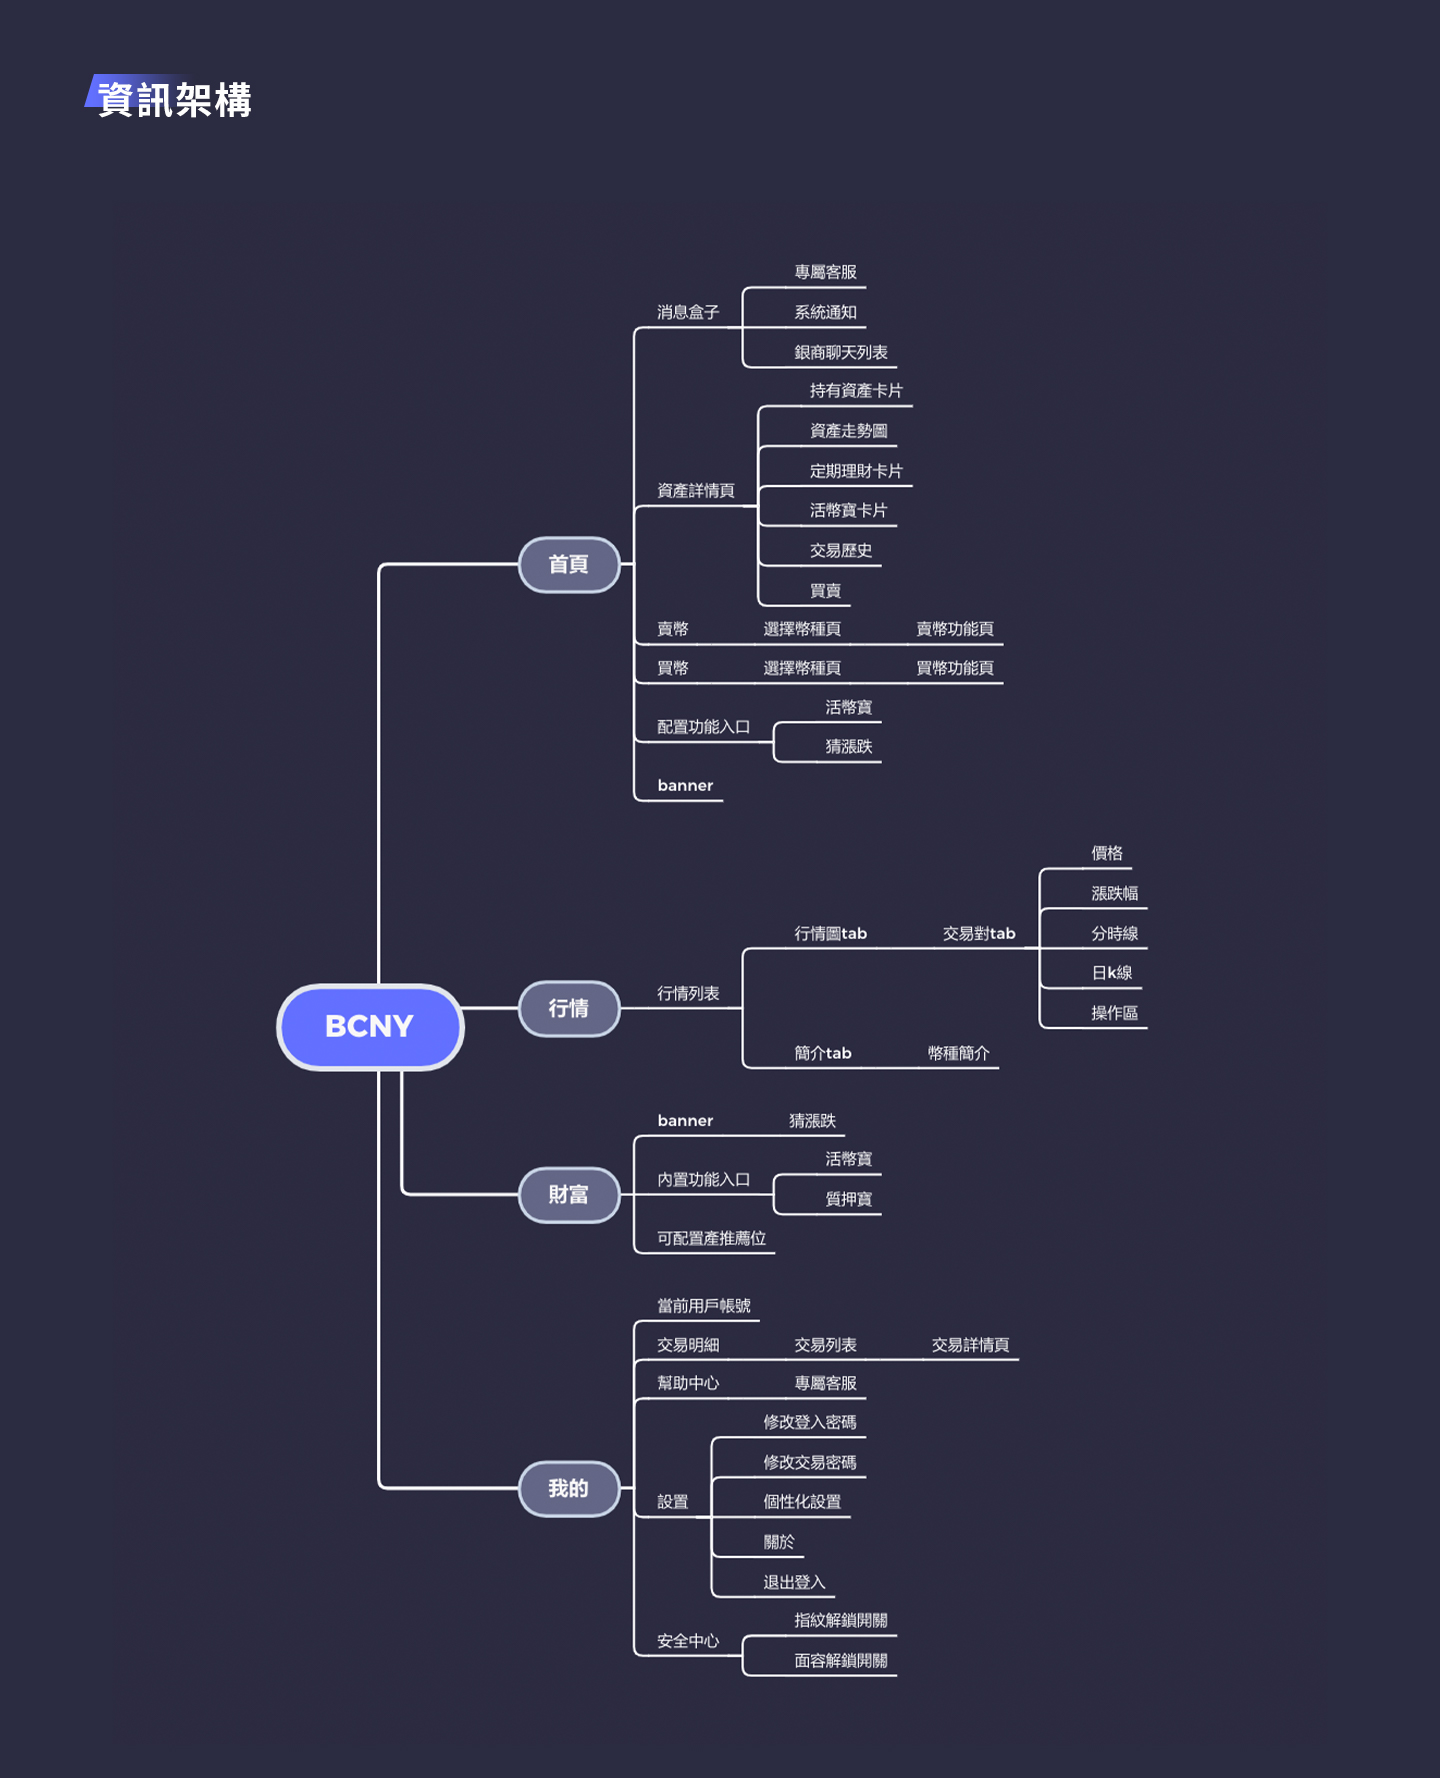 資訊架構
BCNY
首頁
消息盒子
專屬客服
系統通知
銀商聊天列表
資產詳情頁
持有資產卡片
資產走勢圖
定期理財卡片
活幣寶卡片
交易歷史
買賣
賣幣
選擇幣種頁
賣幣功能頁
買幣
選擇幣種頁
買幣功能頁
配置功能入口
活幣寶
猜漲跌
banner
行情
行情列表
行情圖tab
交易對tab
價格
漲跌幅
分時線
日k線
操作區
簡介tab
幣種簡介
財富
banner
猜漲跌
內置功能入口
活幣寶
質押寶
可配置產推薦位
我的
當前用戶帳號
交易明細
交易列表
交易詳情頁
幫助中心
專屬客服
設置
修改登入密碼
修改交易密碼
個性化設置
關於
退出登入
安全中心
指紋解鎖開關
面容解鎖開關